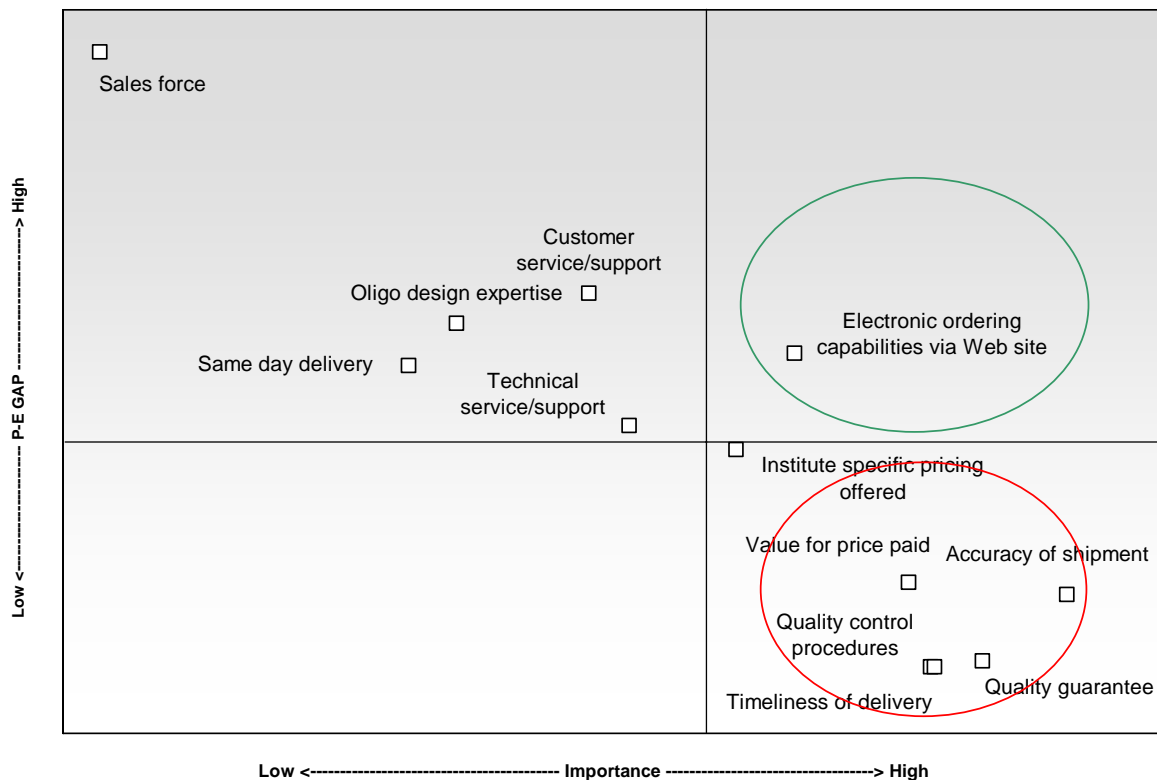 Sales force
Customer
service/support
Oligo design expertise
Electronic ordering
capabilities via Web site
Same day delivery
Technical
service/support
Institute specific pricing
offered
Value for price paid
Accuracy of shipment
Quality control
procedures
Quality guarantee
Timeliness of delivery
Low <---------------- P-E GAP ------------------------> High
Low <------------------------------------- Importance -------------------------------> High